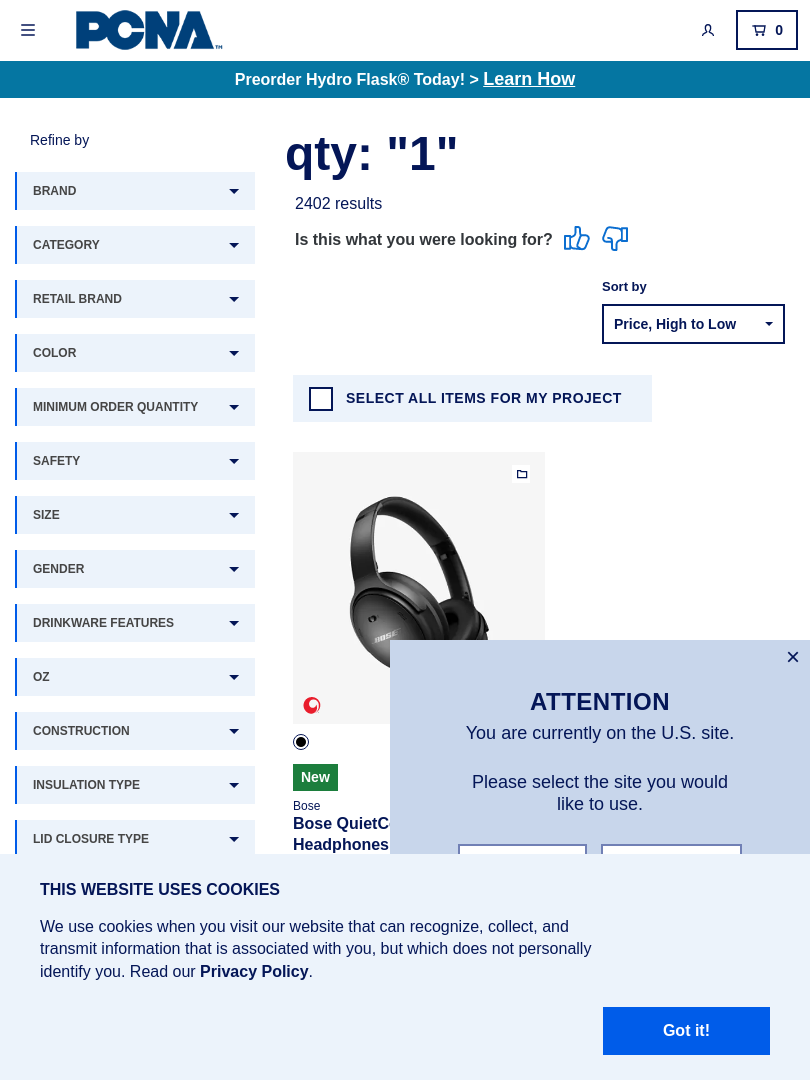 PCNA™
0
Preorder Hydro Flask® Today! > Learn How
Refine by
BRAND
CATEGORY
RETAIL BRAND
COLOR
MINIMUM ORDER QUANTITY
SAFETY
SIZE
GENDER
DRINKWARE FEATURES
OZ
CONSTRUCTION
INSULATION TYPE
LID CLOSURE TYPE
qty: "1"
2402 results
Is this what you were looking for?
Sort by
Price, High to Low
SELECT ALL ITEMS FOR MY PROJECT
BOSE
New
Bose
Bose
Headphones
ATTENTION
You are currently on the U.S. site.
Please select the site you would
like to use.
THIS WEBSITE USES COOKIES
We use cookies when you visit our website that can recognize, collect, and
transmit information that is associated with you, but which does not personally
identify you. Read our Privacy Policy.
Got it!